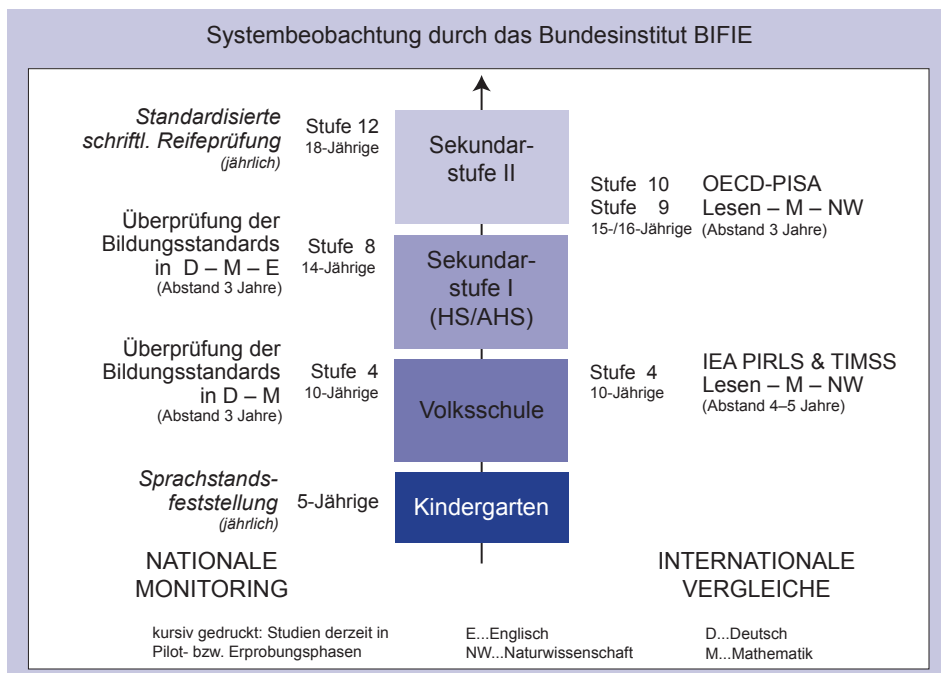 Systembeobachtung durch das Bundesinstitut BIFIE
Standardisierte
schriftl. Reifeprüfung
(jährlich)
Stufe 12
18-Jährige
Sekundar-
stufe II
Stufe 10
Stufe 9
15-/16-Jährige
OECD-PISA
Lesen – M – NW
(Abstand 3 Jahre)
Überprüfung der
Bildungsstandards
in D – M – E
(Abstand 3 Jahre)
Stufe 8
14-Jährige
Sekundar-
stufe I
(HS/AHS)
Überprüfung der
Bildungsstandards
in D – M
(Abstand 3 Jahre)
Stufe 4
10-Jährige
Volksschule
Stufe 4
10-Jährige
IEA PIRLS & TIMSS
Lesen – M – NW
(Abstand 4–5 Jahre)
Sprachstands-
feststellung
(jährlich)
5-Jährige
Kindergarten
NATIONALE
MONITORING
INTERNATIONALE
VERGLEICHE
kursiv gedruckt: Studien derzeit in
Pilot- bzw. Erprobungsphasen
E...Englisch
NW...Naturwissenschaft
D...Deutsch
M...Mathematik